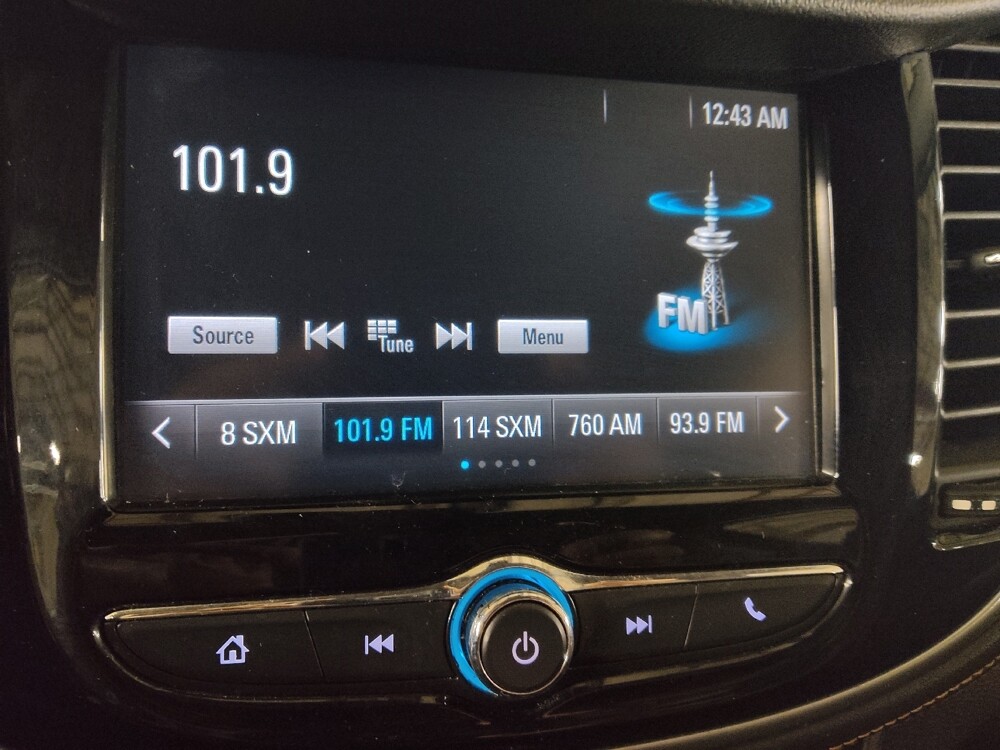 12:43 AM
101.9
FM
Source
Tune
Menu
8 SXM
101.9 FM
114 SXM
760 AM
93.9 FM